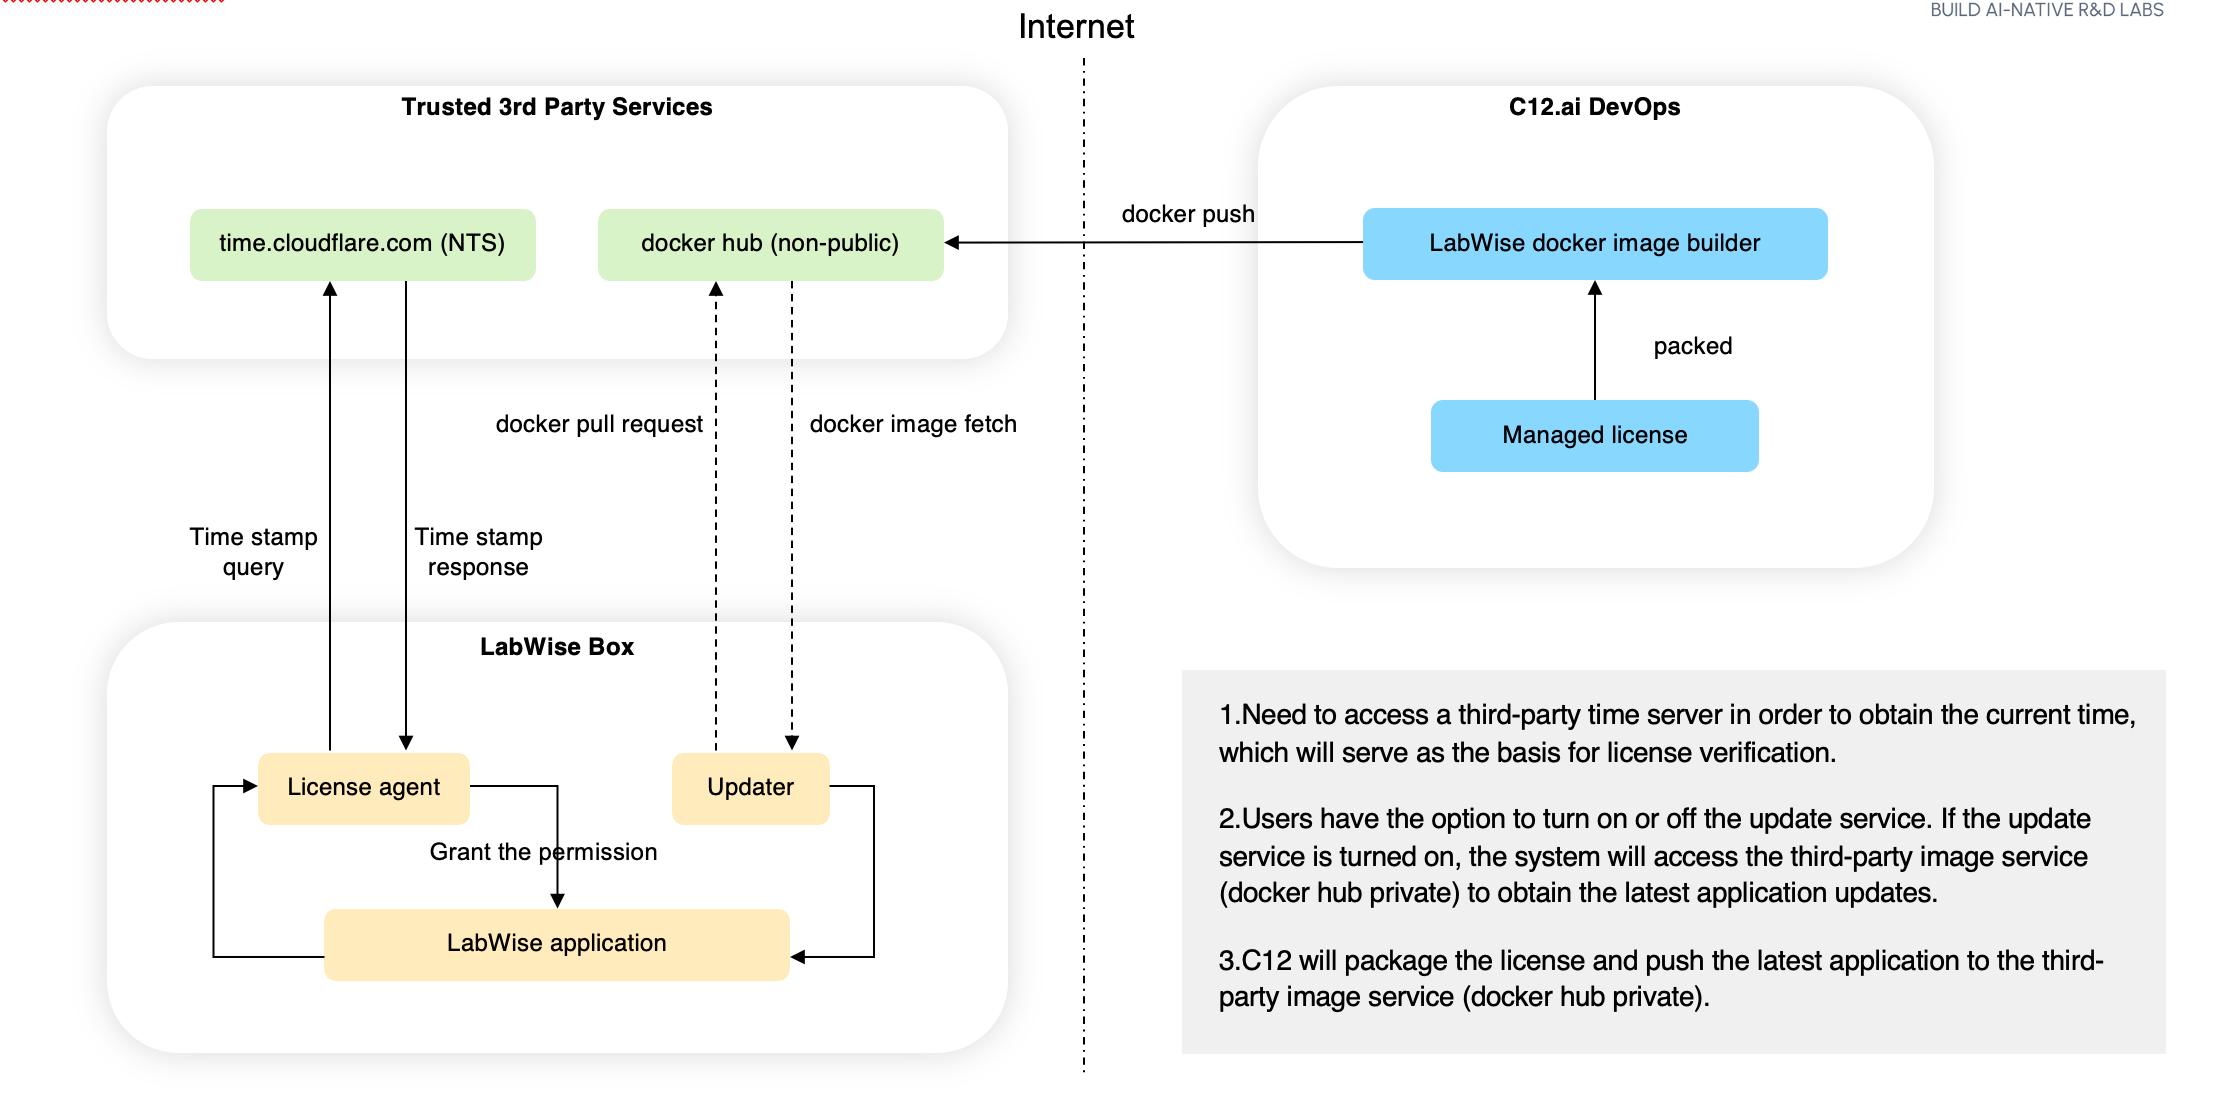 BUILD AI-NATIVE R&D LABS
Internet
Trusted 3rd Party Services
C12.ai DevOps
time.cloudflare.com (NTS)
docker hub (non-public)
docker push
LabWise docker image builder
packed
Managed license
docker pull request
docker image fetch
Time stamp
query
Time stamp
response
LabWise Box
License agent
Updater
Grant the permission
LabWise application
1.Need to access a third-party time server in order to obtain the current time,
which will serve as the basis for license verification.
2.Users have the option to turn on or off the update service. If the update
service is turned on, the system will access the third-party image service
(docker hub private) to obtain the latest application updates.
3.C12 will package the license and push the latest application to the third-
party image service (docker hub private).